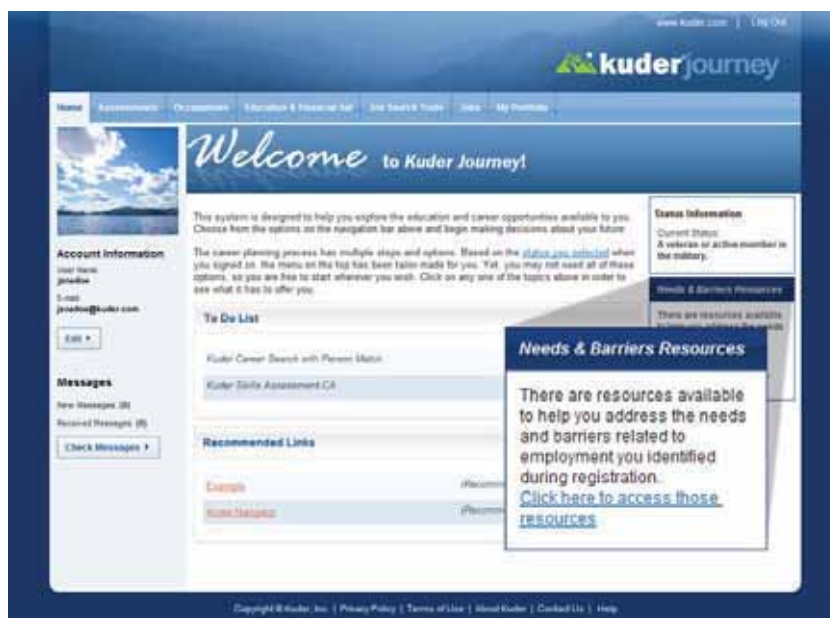 www.kuder.com | Log Out
kuder journey
Home Assessments Occupations Education & Financial Aid Job Search Tools Jobs My Portfolio
Welcome to Kuder Journey!
This system is designed to help you explore the education and career opportunities available to you.
Choose from the options on the navigation bar above and begin making decisions about your future.
The career planning process has multiple steps and options. Based on the status you selected when
you signed on, the menu on the top has been tailor made for you. Yet, you may not need all of these
options, so you are free to start wherever you wish. Click on any one of the topics above in order to
see what it has to offer you.
Account Information
User Name:
janedoe
E-mail:
janedoe@kuder.com
Edit
Messages
New Messages: (0)
Received Messages: (0)
Check Messages
To Do List
Kuder Career Search with Person Match
Kuder Skills Assessment CA
Recommended Links
Example
Kuder Navigator
Status Information
Current Status:
A veteran or active member in
the military.
Needs & Barriers Resources
There are resources available
Needs & Barriers Resources
There are resources available
to help you address the needs
and barriers related to
employment you identified
during registration.
Click here to access those
resources
Copyright © Kuder, Inc. | Privacy Policy | Terms of Use | About Kuder | Contact Us | Help